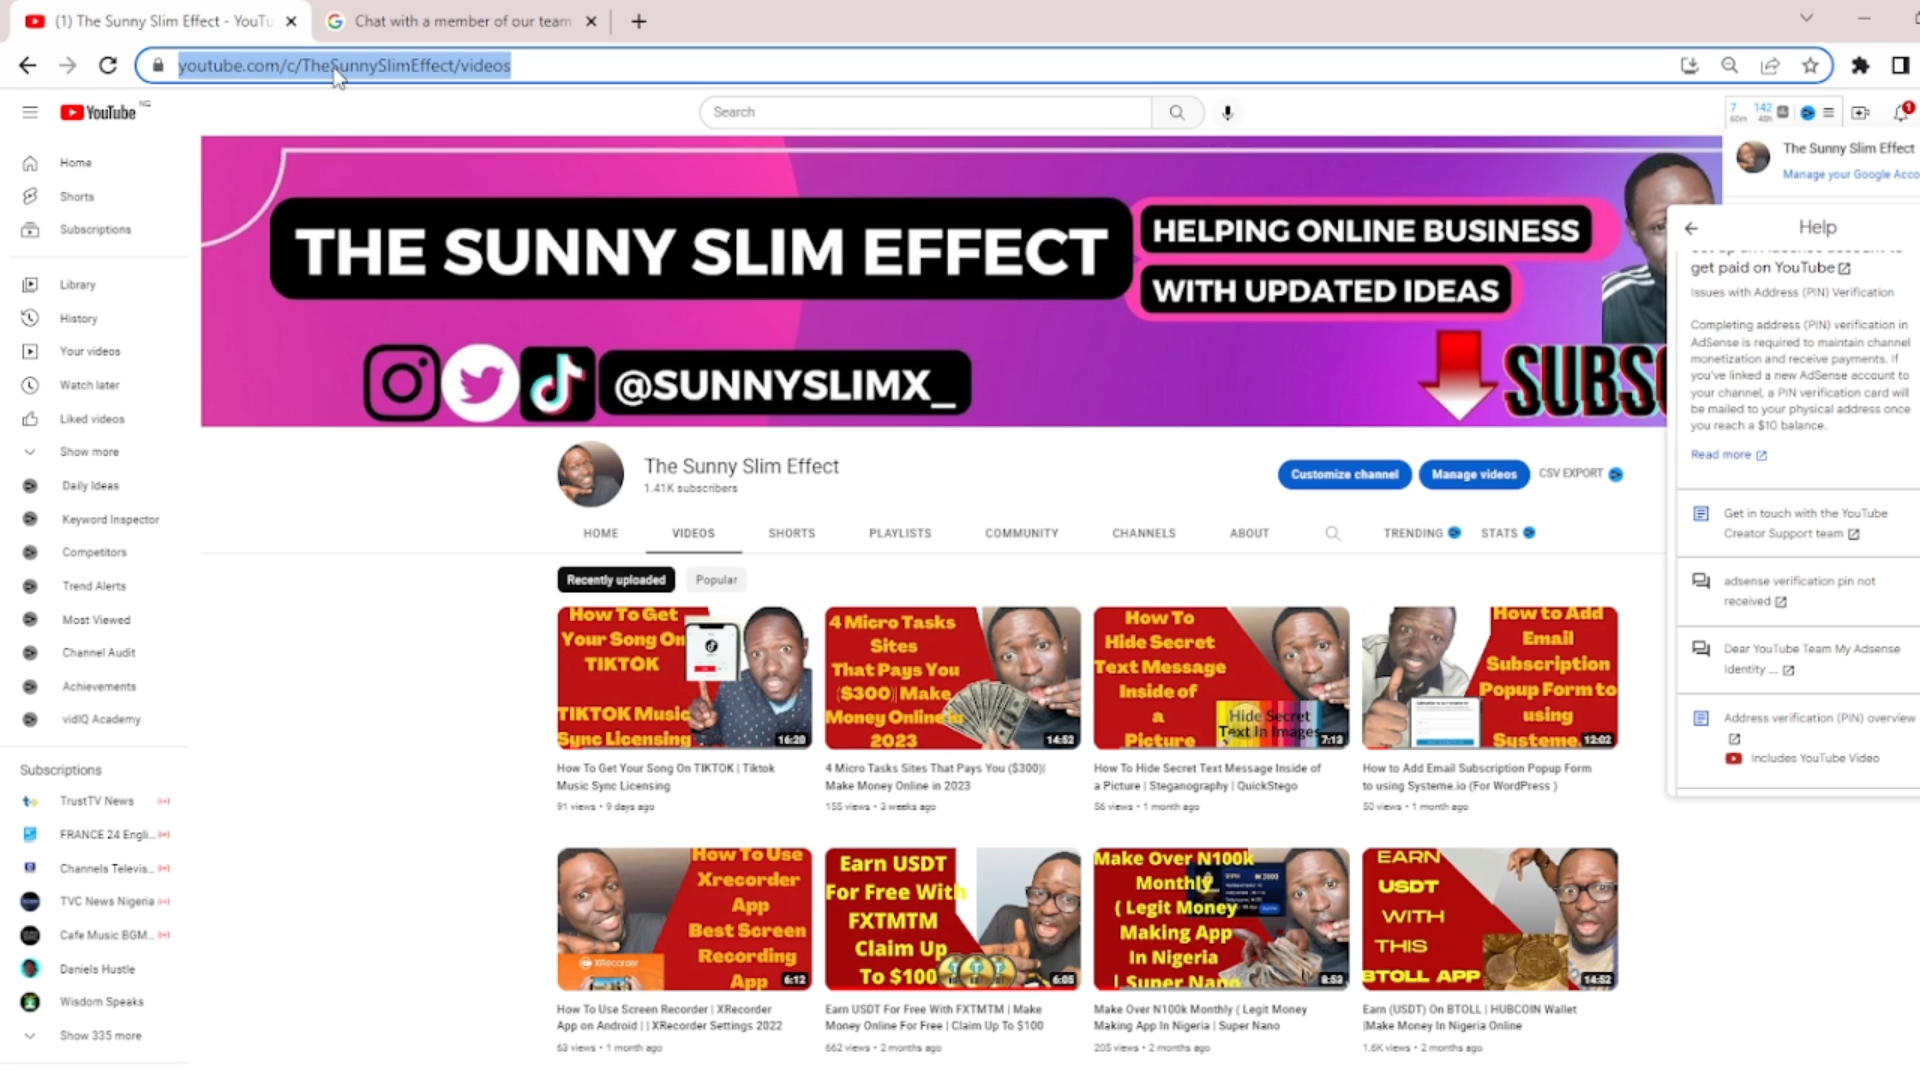 (1) The Sunny Slim Effect - YouTu
Chat with a member of our team
youtube.com/c/TheSunnySlimEffect/videos
YouTube NG
Search
7 60m 142 48h
1
Home
Shorts
Subscriptions
Library
History
Your videos
Watch later
Liked videos
Show more
Daily Ideas
Keyword Inspector
Competitors
Trend Alerts
Most Viewed
Channel Audit
Achievements
vidIQ Academy
Subscriptions
TrustTV News
FRANCE 24 Engli...
Channels Televis...
TVC News Nigeria
Cafe Music BGM...
Daniels Hustle
Wisdom Speaks
Show 335 more
THE SUNNY SLIM EFFECT
HELPING ONLINE BUSINESS
WITH UPDATED IDEAS
@SUNNYSLIMX_
SUBS
The Sunny Slim Effect
1.41K subscribers
Customize channel
Manage videos
CSV EXPORT
HOME
VIDEOS
SHORTS
PLAYLISTS
COMMUNITY
CHANNELS
ABOUT
TRENDING
STATS
Recently uploaded
Popular
How To Get
Your Song On
TIKTOK
TIKTOK Music
Sync Licensing
16:20
How To Get Your Song On TIKTOK | Tiktok
Music Sync Licensing
91 views • 9 days ago
4 Micro Tasks
Sites
That Pays You
($300)| Make
Money Online in
2023
14:52
4 Micro Tasks Sites That Pays You ($300)|
Make Money Online in 2023
155 views • 3 weeks ago
How To
Hide Secret
Text Message
Inside of
a
Picture
Hide Secret
Text In Images
7:13
How To Hide Secret Text Message Inside of
a Picture | Steganography | QuickStego
56 views • 1 month ago
How to Add
Email
Subscription
Popup Form to
using
Systeme.
12:02
How to Add Email Subscription Popup Form
to using Systeme.io (For WordPress )
50 views • 1 month ago
How To Use
Xrecorder
App
Best Screen
Recording
App
XRecorder
6:12
How To Use Screen Recorder | XRecorder
App on Android | | XRecorder Settings 2022
63 views • 1 month ago
Earn USDT
For Free With
FXTMTM
Claim Up
To $100
6:05
Earn USDT For Free With FXTMTM | Make
Money Online For Free | Claim Up To $100
662 views • 2 months ago
Make Over N100k
Monthly
( Legit Money
Making App
In Nigeria
| Super Nano
8:53
Make Over N100k Monthly ( Legit Money
Making App In Nigeria | Super Nano
205 views • 2 months ago
EARN
USDT
WITH
THIS
BTOLL APP
14:52
Earn (USDT) On BTOLL | HUBCOIN Wallet
|Make Money In Nigeria Online
1.6K views • 2 months ago
The Sunny Slim Effect
Manage your Google Acco
Help
get paid on YouTube
Issues with Address (PIN) Verification
Completing address (PIN) verification in
AdSense is required to maintain channel
monetization and receive payments. If
you've linked a new AdSense account to
your channel, a PIN verification card will
be mailed to your physical address once
you reach a $10 balance.
Read more
Get in touch with the YouTube
Creator Support team
adsense verification pin not
received
Dear YouTube Team My Adsense
Identity ...
Address verification (PIN) overview
Includes YouTube Video